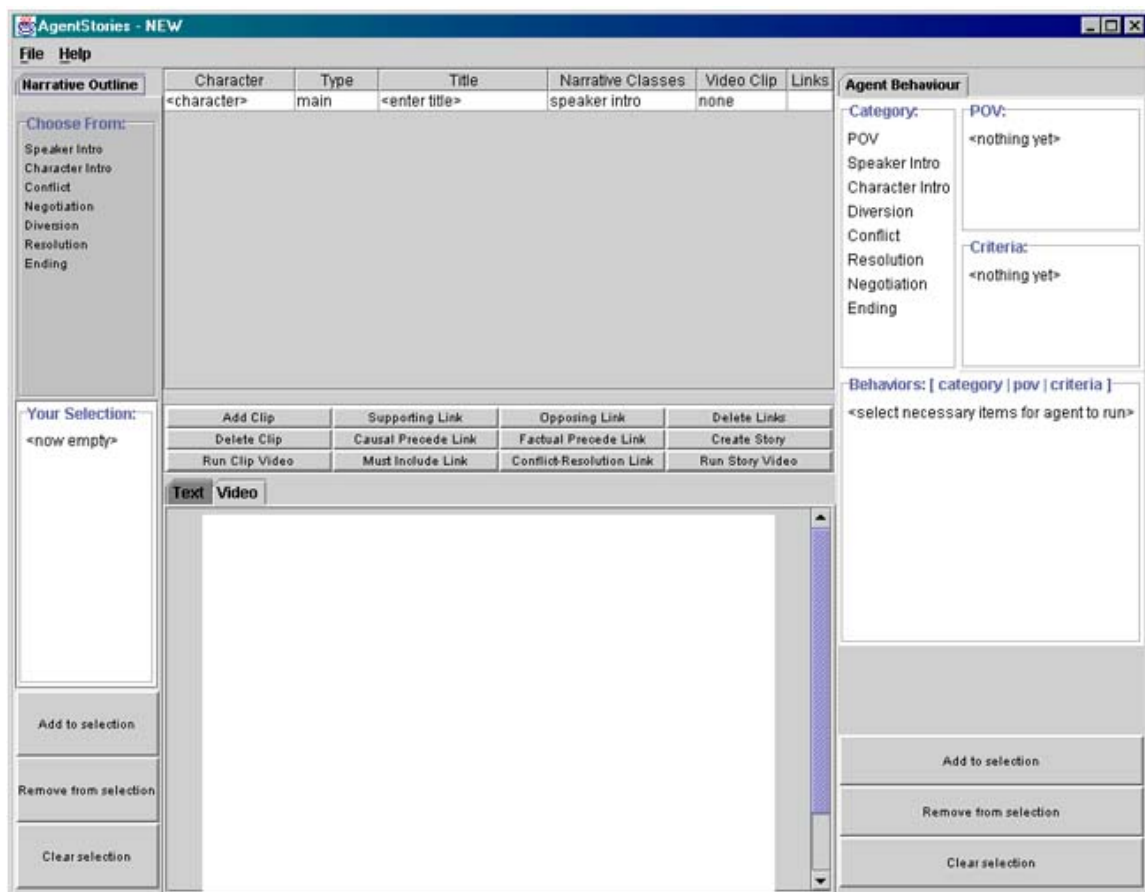 AgentStories - NEW
File Help
Narrative Outline
Choose From:
Speaker Intro
Character Intro
Conflict
Negotiation
Diversion
Resolution
Ending
Your Selection:
<now empty>
Add to selection
Remove from selection
Clear selection
Character Type Title Narrative Classes Video Clip Links
<character> main <enter title> speaker intro none
Add Clip Supporting Link Opposing Link Delete Links
Delete Clip Causal Precede Link Factual Precede Link Create Story
Run Clip Video Must Include Link Conflict-Resolution Link Run Story Video
Text Video
Agent Behaviour
Category:
POV
Speaker Intro
Character Intro
Diversion
Conflict
Resolution
Negotiation
Ending
POV:
<nothing yet>
Criteria:
<nothing yet>
Behaviors: [ category | pov | criteria ]
<select necessary items for agent to run>
Add to selection
Remove from selection
Clear selection